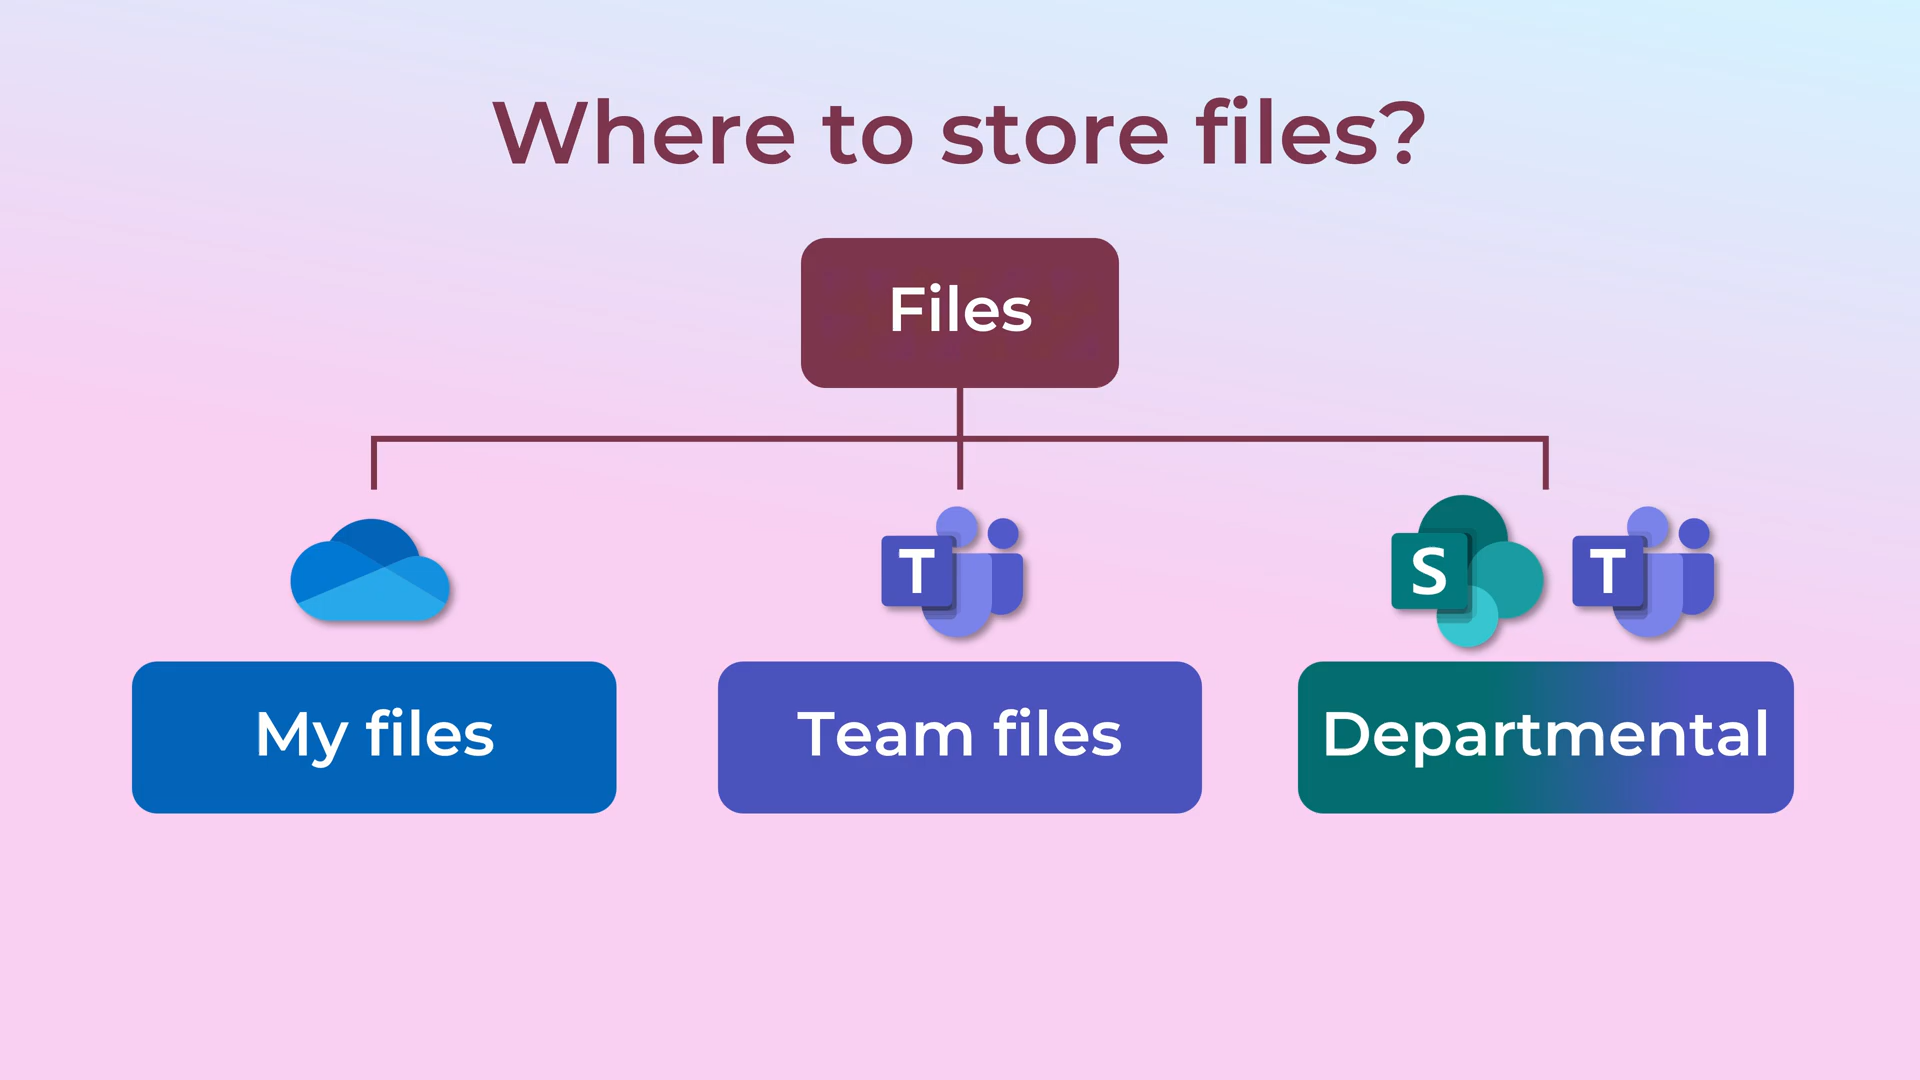 Where to store files?
Files
T
S
T
My files
Team files
Departmental